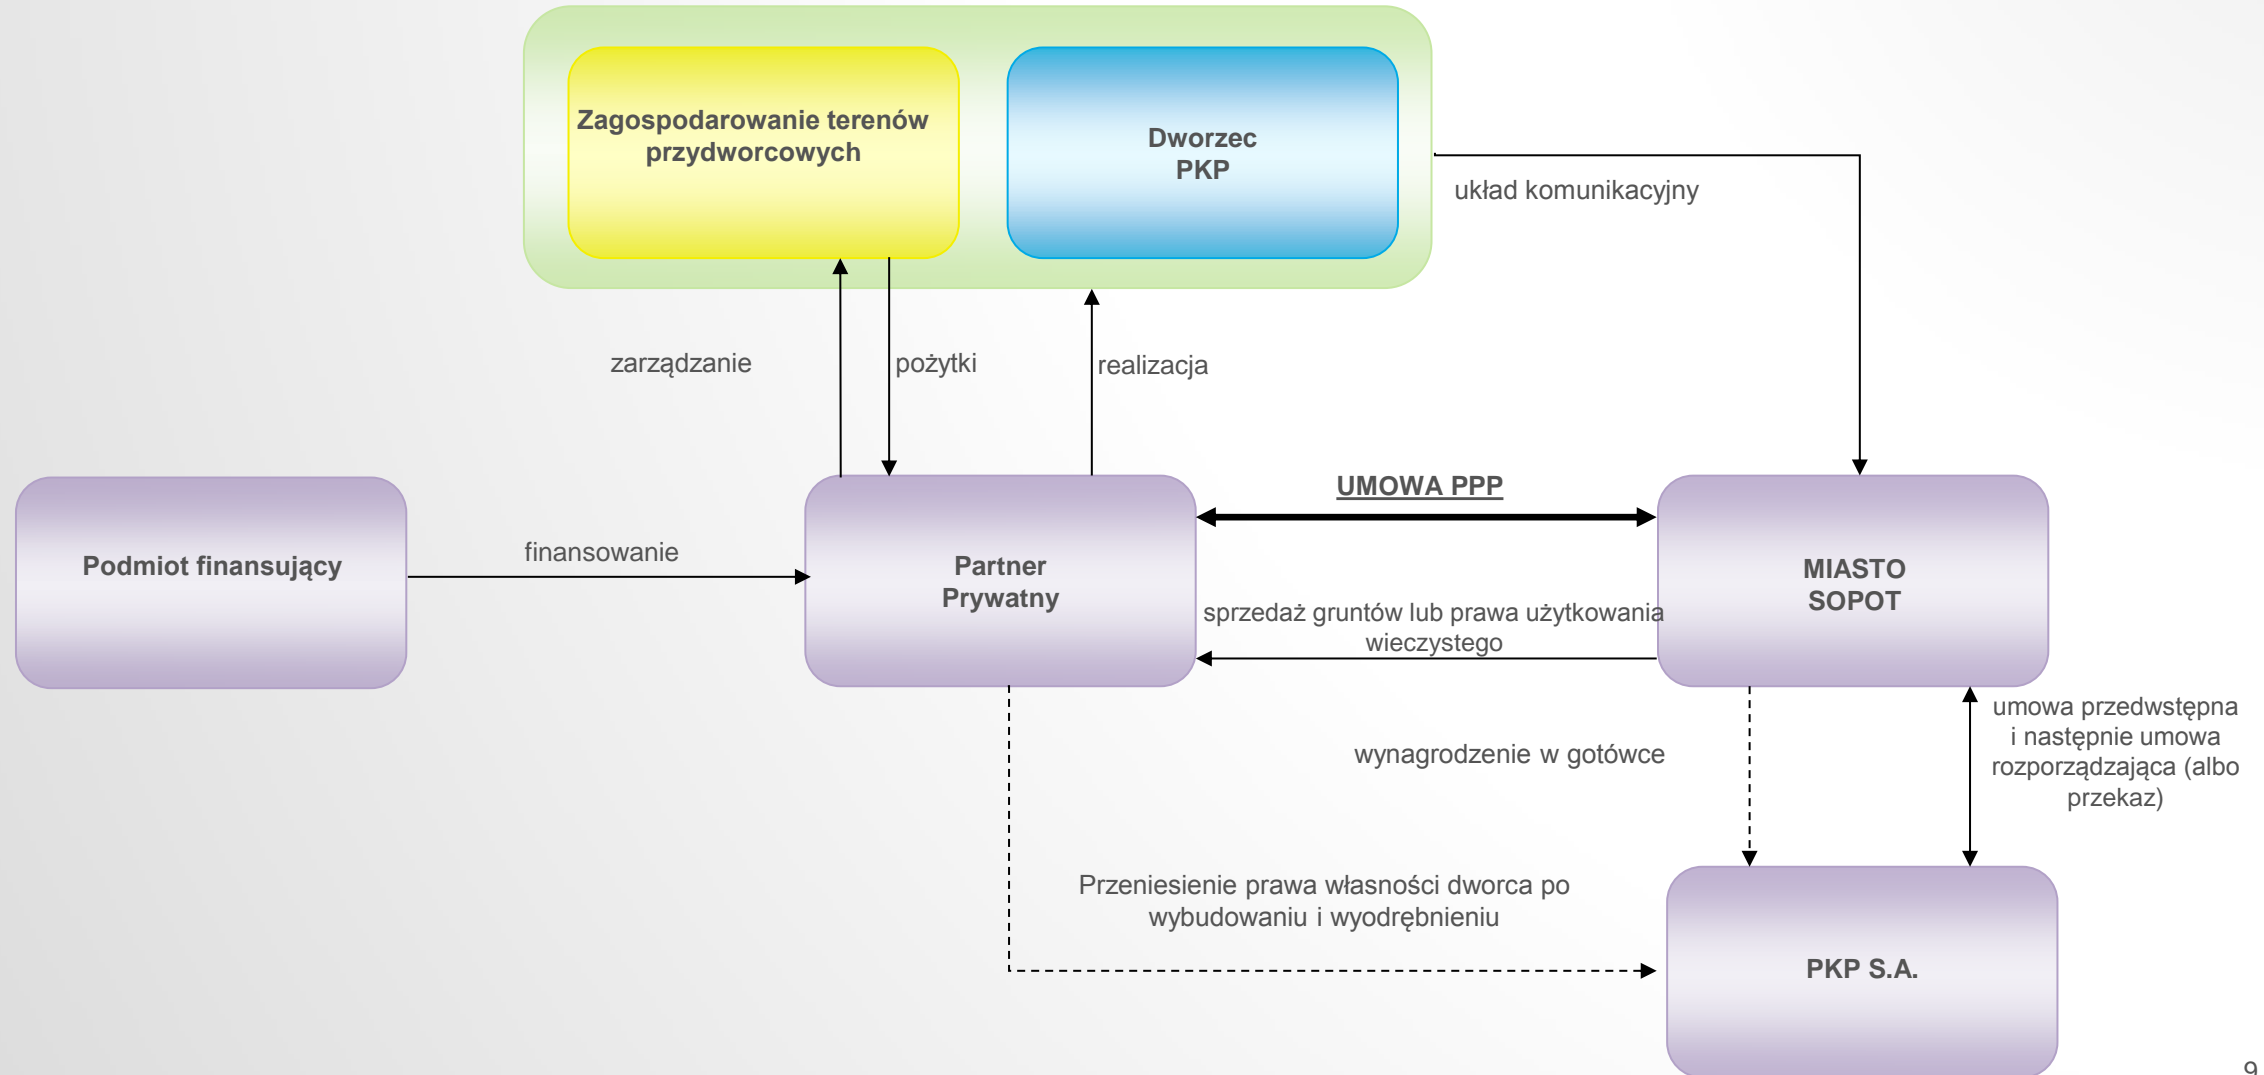 Zagospodarowanie terenów
przydworcowych
Dworzec
PKP
układ komunikacyjny
zarządzanie
pożytki
realizacja
UMOWA PPP
Podmiot finansujący
finansowanie
Partner
Prywatny
MIASTO
SOPOT
sprzedaż gruntów lub prawa użytkowania
wieczystego
wynagrodzenie w gotówce
umowa przedwstępna
i następnie umowa
rozporządzająca (albo
przekaz)
Przeniesienie prawa własności dworca po
wybudowaniu i wyodrębnieniu
PKP S.A.
9